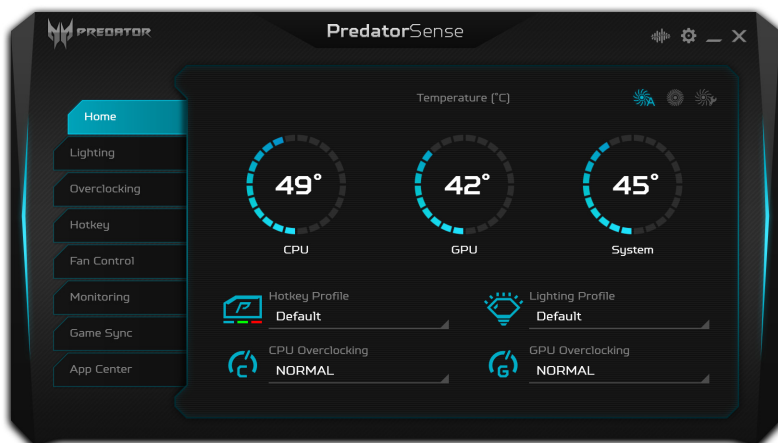 PREDATOR
PredatorSense
Home
Lighting
Overclocking
Hotkey
Fan Control
Monitoring
Game Sync
App Center
Temperature (°C)
A
49°
42°
45°
CPU
GPU
System
P
Hotkey Profile
Default
Lighting Profile
Default
C
CPU Overclocking
NORMAL
G
GPU Overclocking
NORMAL